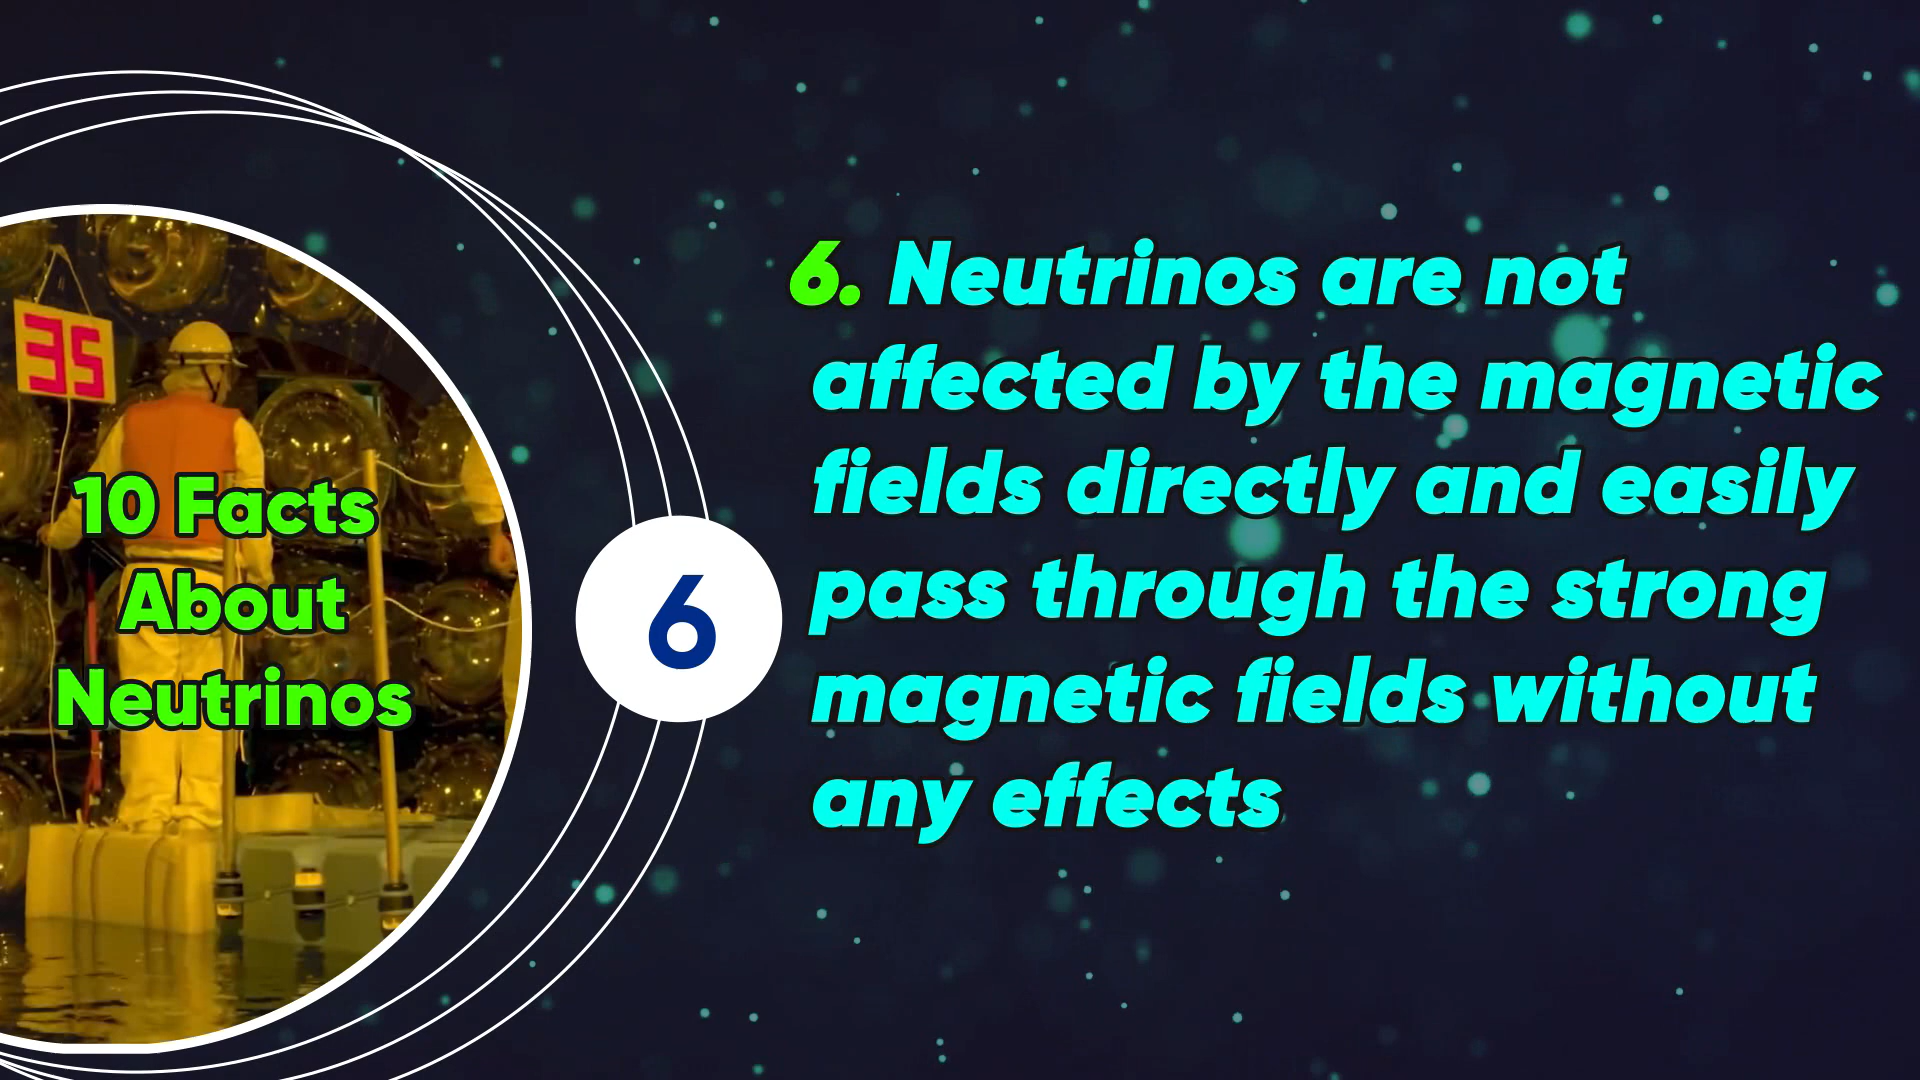 35
10 Facts
About
Neutrinos
6
6. Neutrinos are not
affected by the magnetic
fields directly and easily
pass through the strong
magnetic fields without
any effects